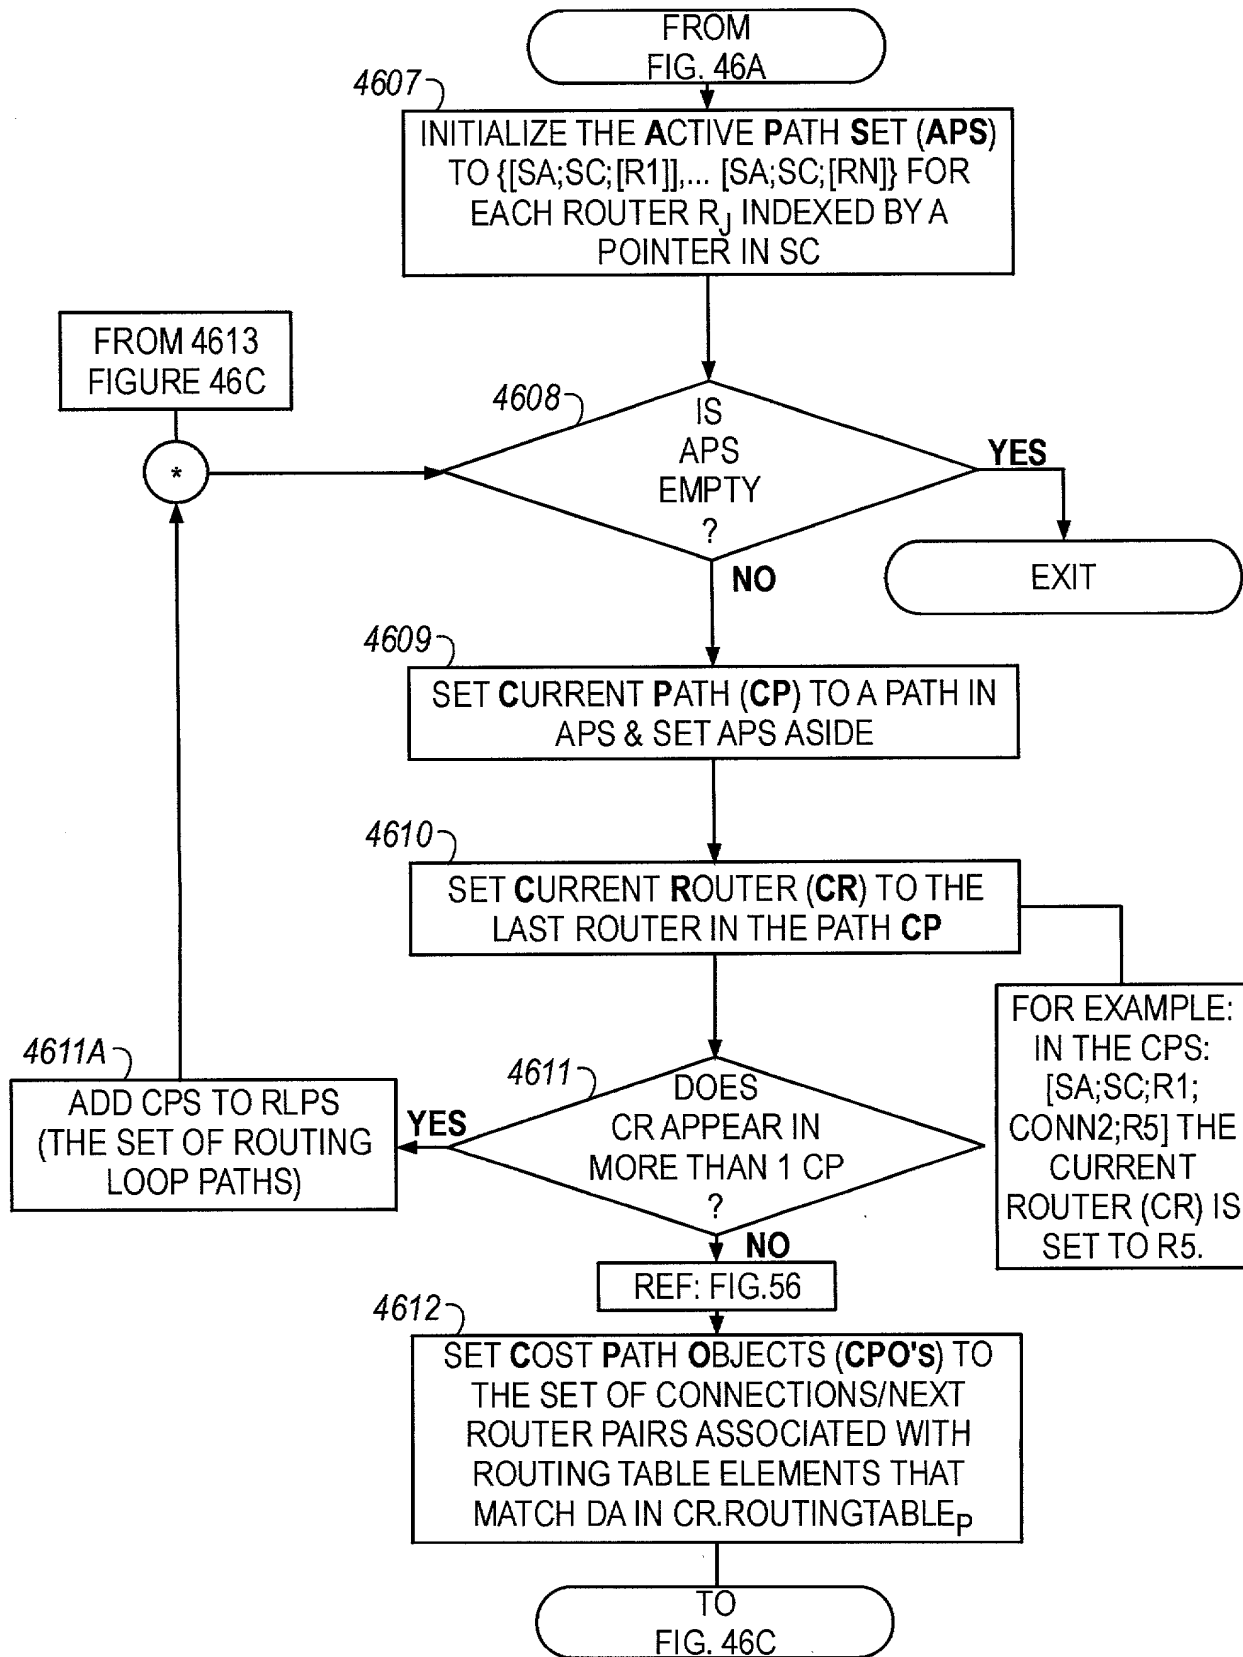 FROM
FIG. 46A
4607
INITIALIZE THE ACTIVE PATH SET (APS)
TO {[SA;SC;[R1]],... [SA;SC;[RN]} FOR
EACH ROUTER RJ INDEXED BY A
POINTER IN SC
FROM 4613
FIGURE 46C
*
4608
IS
APS
EMPTY
?
YES
EXIT
NO
4609
SET CURRENT PATH (CP) TO A PATH IN
APS & SET APS ASIDE
4610
SET CURRENT ROUTER (CR) TO THE
LAST ROUTER IN THE PATH CP
FOR EXAMPLE:
IN THE CPS:
[SA;SC;R1;
CONN2;R5] THE
CURRENT
ROUTER (CR) IS
SET TO R5.
4611
DOES
CR APPEAR IN
MORE THAN 1 CP
?
YES
4611A
ADD CPS TO RLPS
(THE SET OF ROUTING
LOOP PATHS)
NO
REF: FIG.56
4612
SET COST PATH OBJECTS (CPO'S) TO
THE SET OF CONNECTIONS/NEXT
ROUTER PAIRS ASSOCIATED WITH
ROUTING TABLE ELEMENTS THAT
MATCH DA IN CR.ROUTINGTABLEP
TO
FIG. 46C